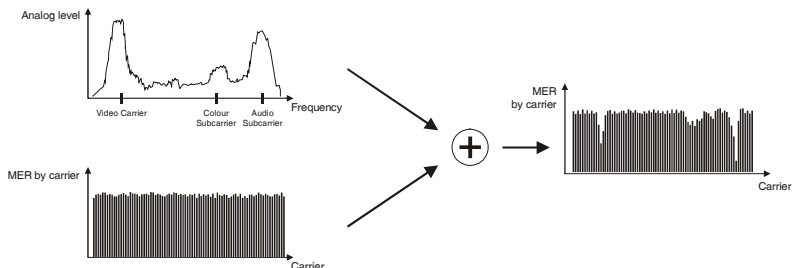 Analog level
Frequency
Video Carrier
Colour
Subcarrier
Audio
Subcarrier
MER by carrier
Carrier
MER
by carrier
Carrier